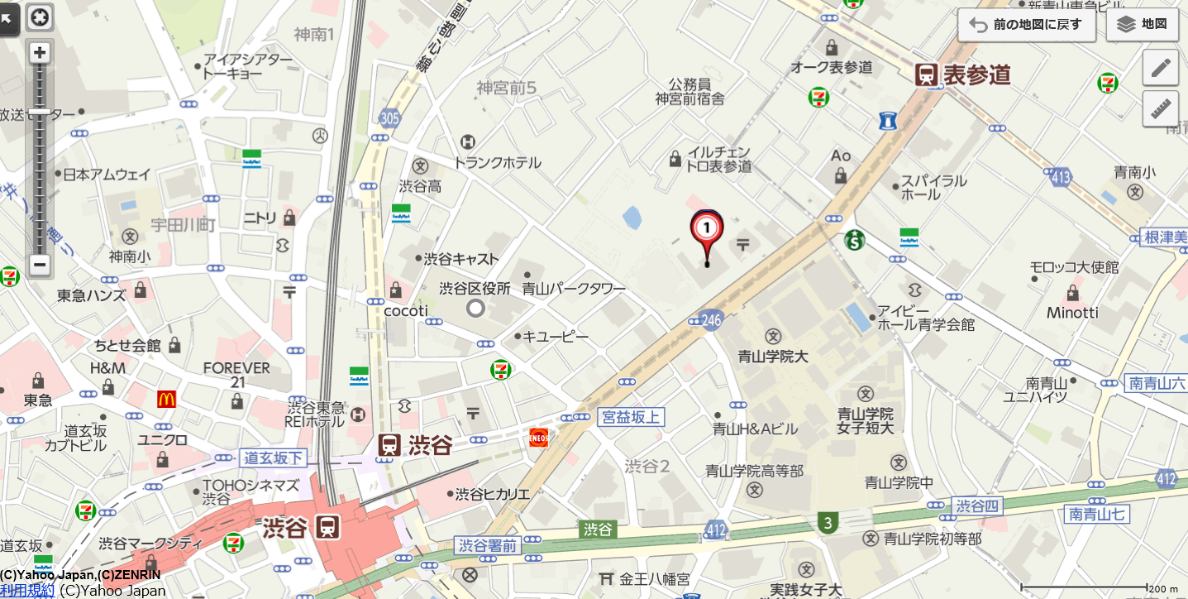 新青山東急ビル
前の地図に戻す
地図
神南1
アイアシアター
トーキョー
神宮前5
公務員
神宮前宿舎
オーク表参道
表参道
305
放送センター
トランクホテル
イルチェン
トロ表参道
Ao
日本アムウェイ
渋谷高
スパイラル
ホール
413
青南小
ニトリ
宇田川町
神南小
1
根津美
渋谷キャスト
モロッコ大使館
東急ハンズ
渋谷区役所
青山パークタワー
Minotti
cocoti
アイビー
ホール青学会館
246
ちとせ会館
キユーピー
青山学院大
H&M
FOREVER
21
南青山
ユニハイツ
南青山六
東急
渋谷東急
REIホテル
宮益坂上
青山学院
女子短大
道玄坂
カブトビル
ユニクロ
渋谷
ENEOS
青山H&Aビル
道玄坂下
渋谷2
青山学院高等部
青山学院中
412
TOHOシネマズ
渋谷
渋谷ヒカリエ
渋谷四
南青山七
渋谷
渋谷
412
3
道玄坂
渋谷マークシティ
渋谷署前
青山学院初等部
金王八幡宮
実践女子大
(C)Yahoo Japan,(C)ZENRIN
利用規約 (C)Yahoo Japan
200 m